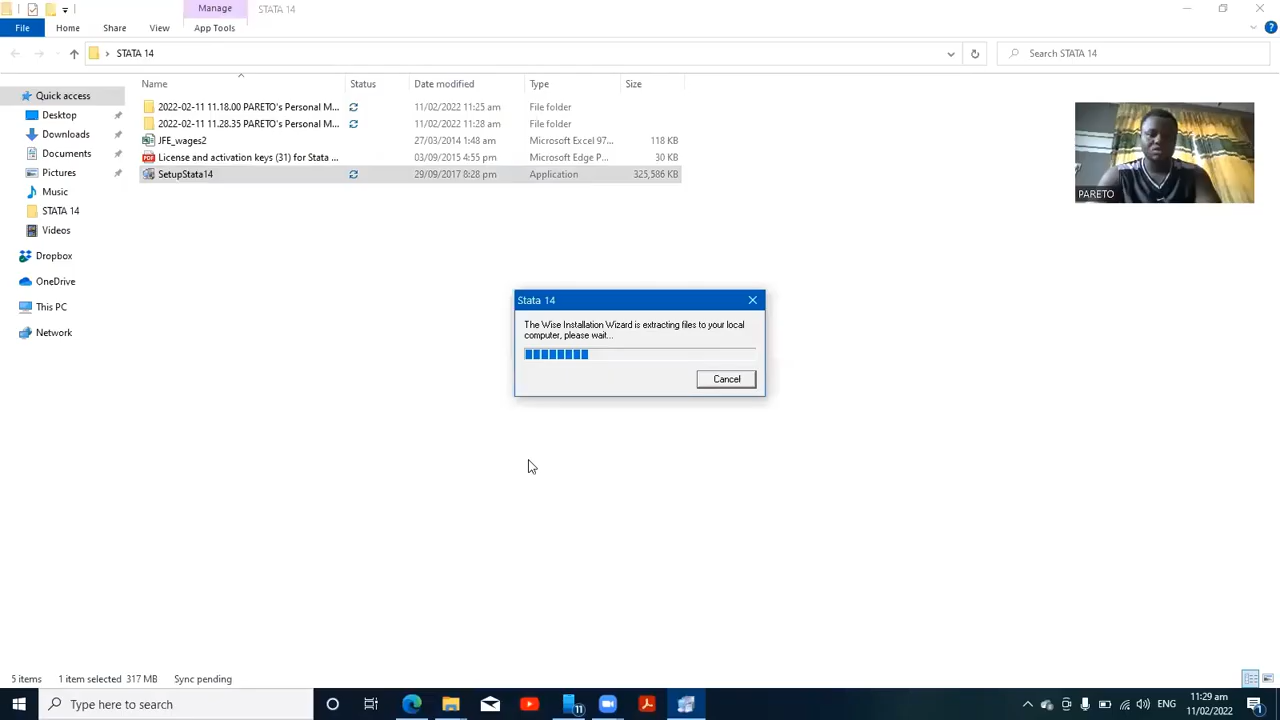 Manage
STATA 14
File
Home
Share
View
App Tools
STATA 14
Search STATA 14
Name
Status
Date modified
Type
Size
Quick access
Desktop
Downloads
Documents
Pictures
Music
STATA 14
Videos
Dropbox
OneDrive
This PC
Network
2022-02-11 11.18.00 PARETO's Personal M...
11/02/2022 11:25 am
File folder
2022-02-11 11.28.35 PARETO's Personal M...
11/02/2022 11:28 am
File folder
JFE_wages2
27/03/2014 1:48 am
Microsoft Excel 97...
118 KB
License and activation keys (31) for Stata ...
03/09/2015 4:55 pm
Microsoft Edge P...
30 KB
SetupStata14
29/09/2017 8:28 pm
Application
325,586 KB
PARETO
Stata 14
The Wise Installation Wizard is extracting files to your local
computer, please wait...
Cancel
5 items
1 item selected 317 MB
Sync pending
Type here to search
11
ENG
11:29 am
11/02/2022
1